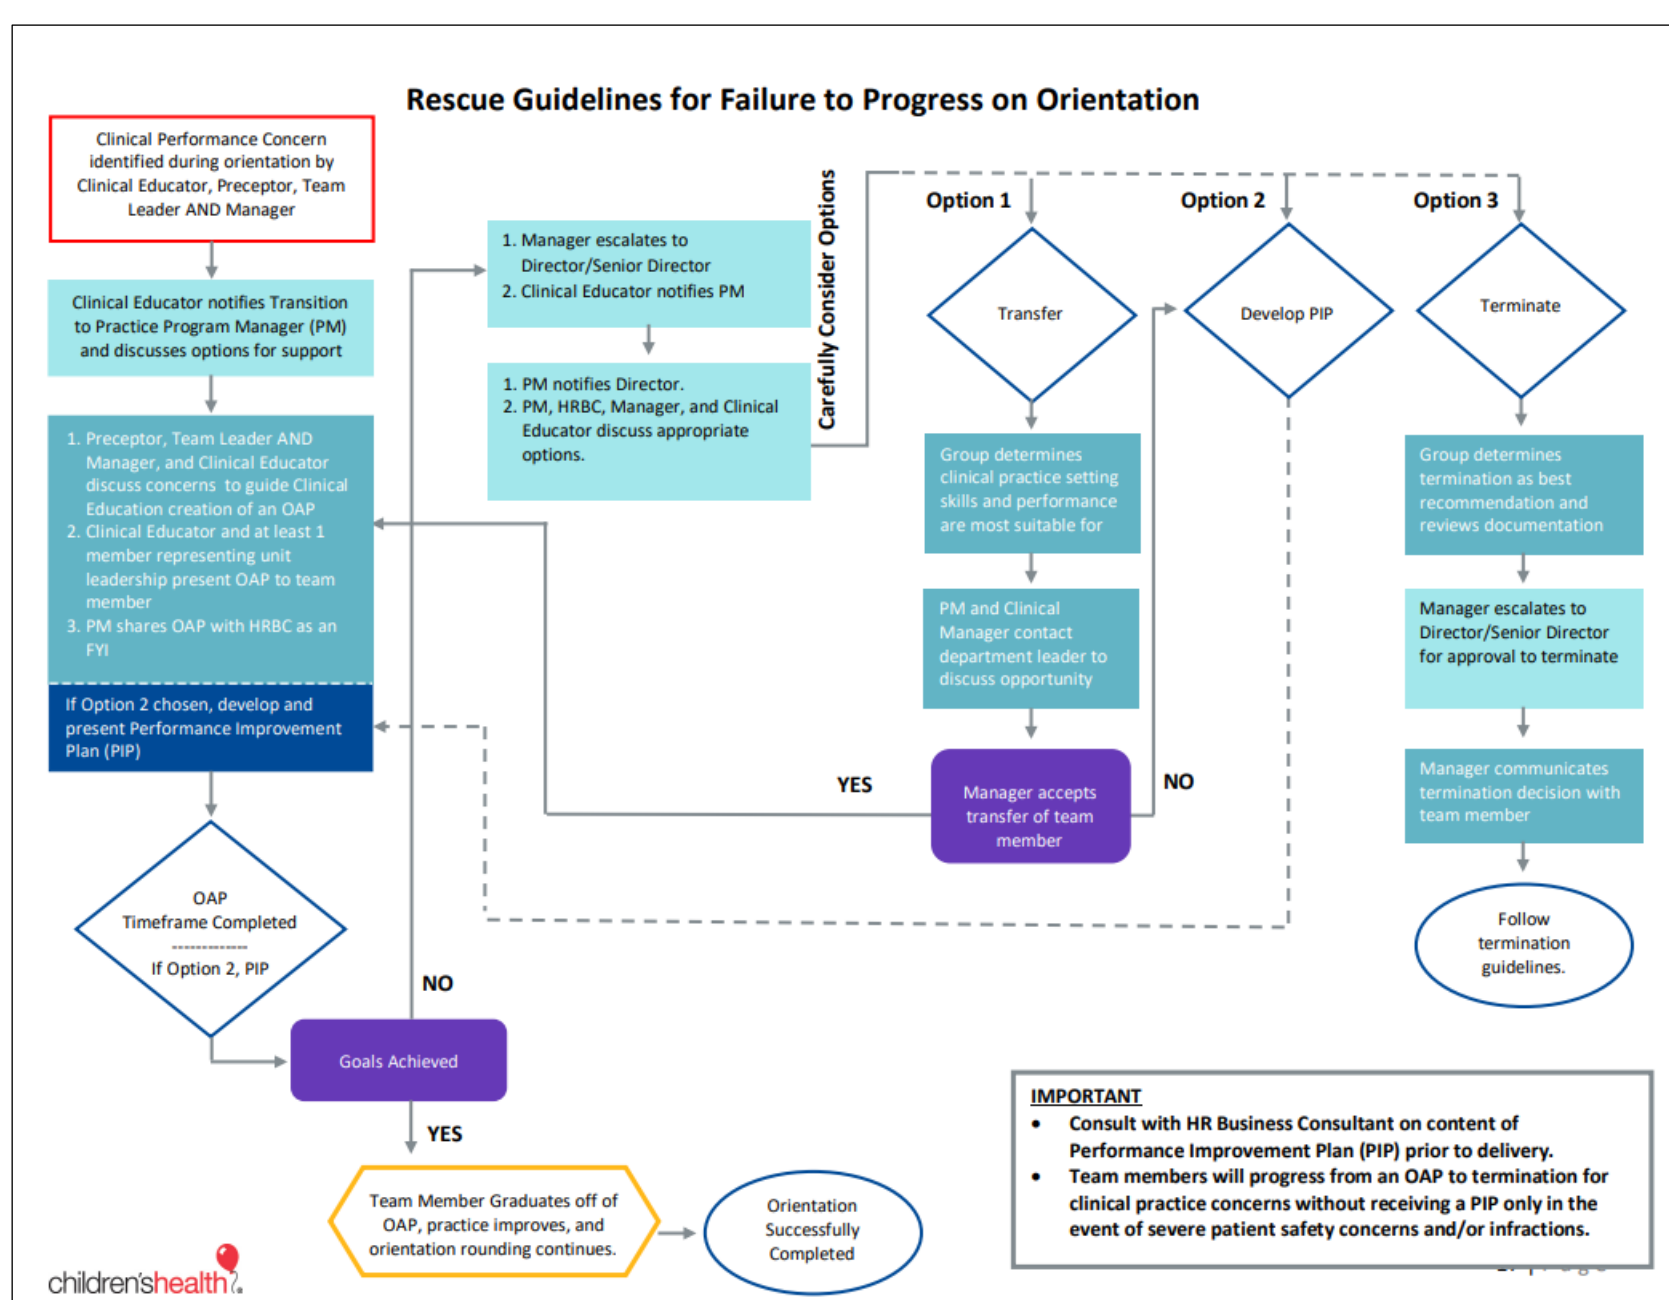 Rescue Guidelines for Failure to Progress on Orientation
Clinical Performance Concern
identified during orientation by
Clinical Educator, Preceptor, Team
Leader AND Manager
Clinical Educator notifies Transition
to Practice Program Manager (PM)
and discusses options for support
1. Preceptor, Team Leader AND
Manager, and Clinical Educator
discuss concerns to guide Clinical
Education creation of an OAP
2. Clinical Educator and at least 1
member representing unit
leadership present OAP to team
member
3. PM shares OAP with HRBC as an
FYI
If Option 2 chosen, develop and
present Performance Improvement
Plan (PIP)
OAP
Timeframe Completed
-------------
If Option 2, PIP
Goals Achieved
NO
YES
Team Member Graduates off of
OAP, practice improves, and
orientation rounding continues.
Orientation
Successfully
Completed
1. Manager escalates to
Director/Senior Director
2. Clinical Educator notifies PM
1. PM notifies Director.
2. PM, HRBC, Manager, and Clinical
Educator discuss appropriate
options.
Carefully Consider Options
Option 1
Transfer
Group determines
clinical practice setting
skills and performance
are most suitable for
PM and Clinical
Manager contact
department leader to
discuss opportunity
Manager accepts
transfer of team
member
YES
NO
Option 2
Develop PIP
Option 3
Terminate
Group determines
termination as best
recommendation and
reviews documentation
Manager escalates to
Director/Senior Director
for approval to terminate
Manager communicates
termination decision with
team member
Follow
termination
guidelines.
IMPORTANT
• Consult with HR Business Consultant on content of
Performance Improvement Plan (PIP) prior to delivery.
• Team members will progress from an OAP to termination for
clinical practice concerns without receiving a PIP only in the
event of severe patient safety concerns and/or infractions.
children'shealth